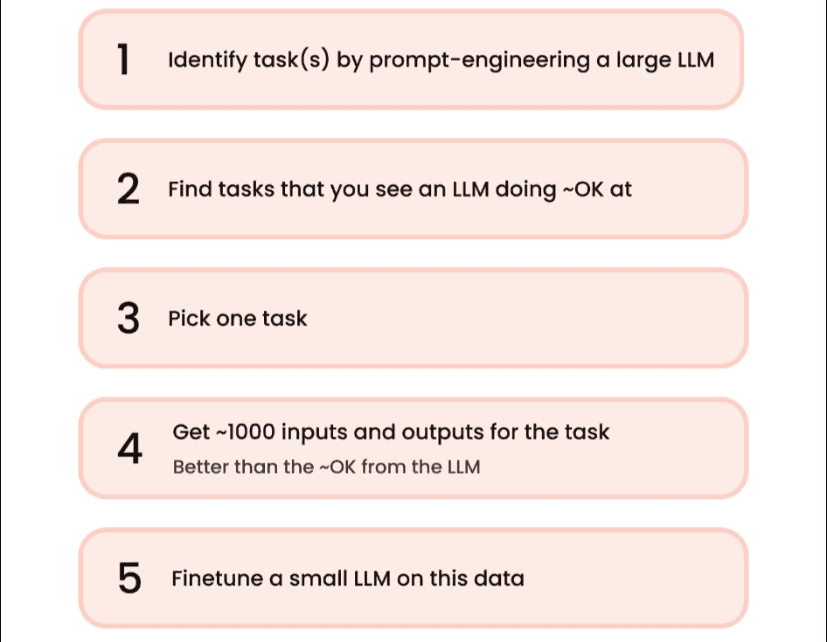 1 Identify task(s) by prompt-engineering a large LLM
2 Find tasks that you see an LLM doing ~OK at
3 Pick one task
4 Get ~1000 inputs and outputs for the task
Better than the ~OK from the LLM
5 Finetune a small LLM on this data